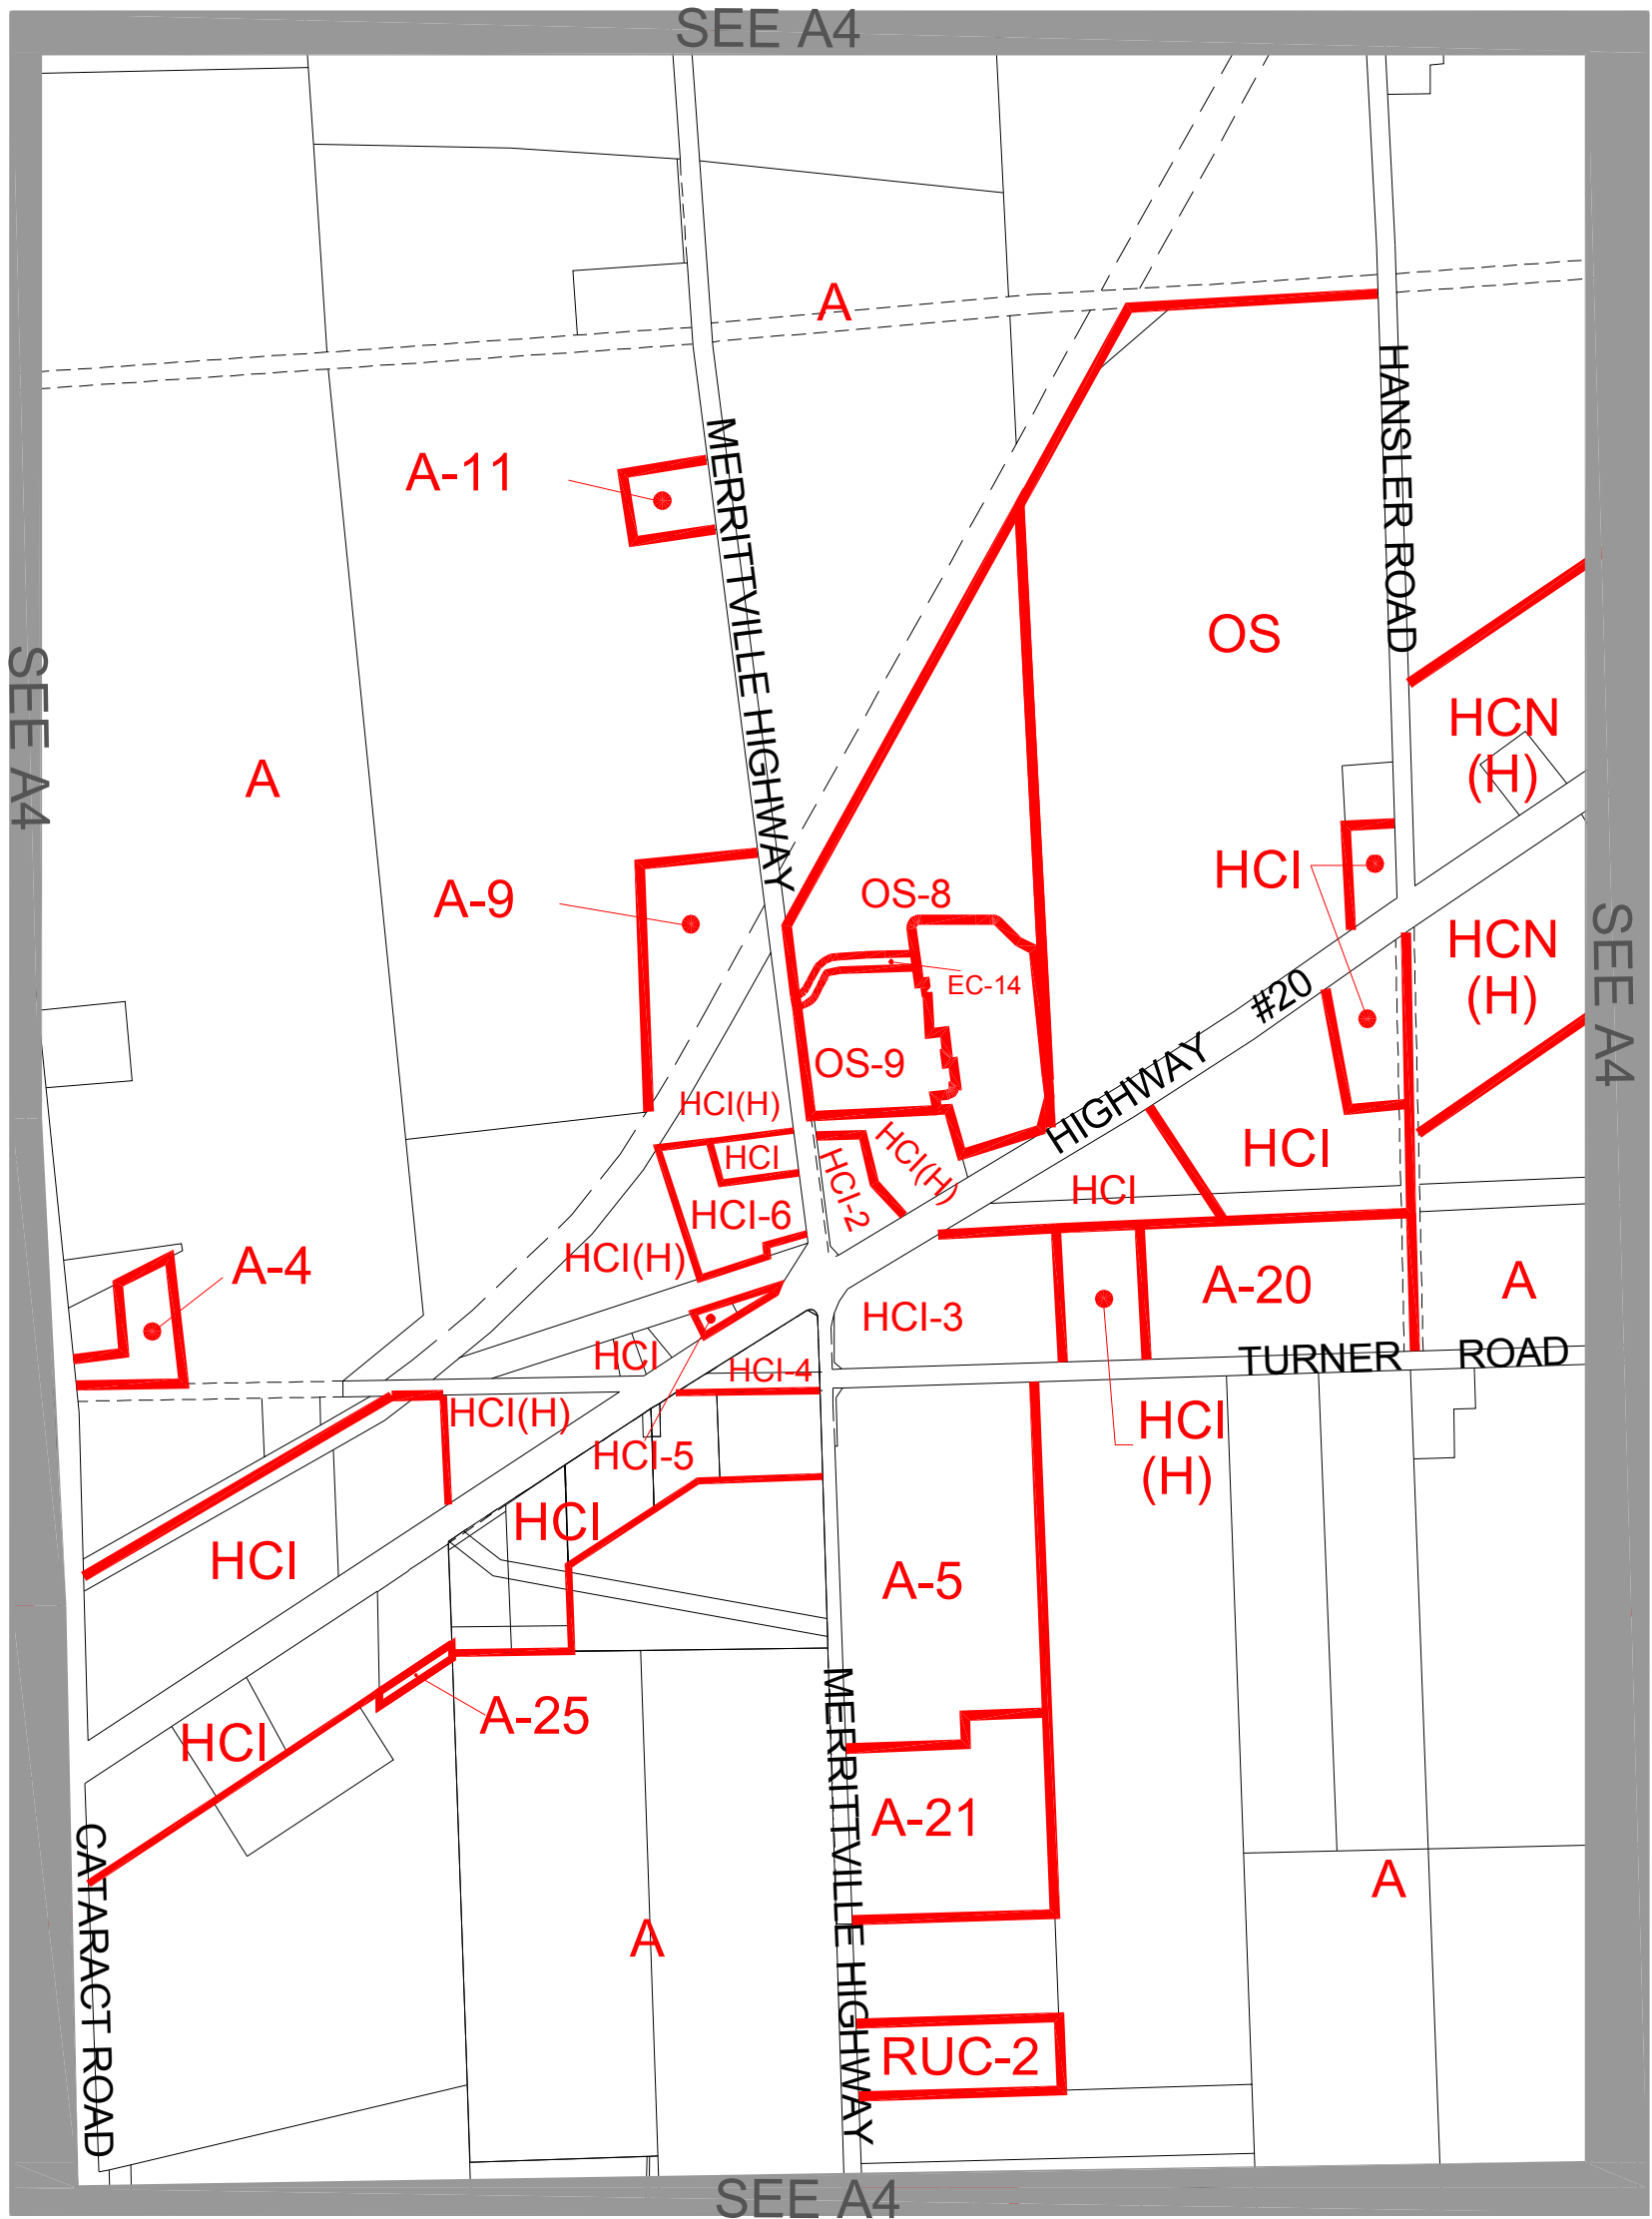 SEE A4
A
HANSLER ROAD
MERRITTVILLE HIGHWAY
A-11
OS
SEE A4
HCN
(H)
A
HCI
OS-8
A-9
SEE A4
HCN
(H)
EC-14
#20
OS-9
HIGHWAY
HCI(H)
HCI
HCI(H)
HCI
HCI-2
HCI
HCI-6
HCI(H)
A-4
A-20
A
HCI-3
HCI
HCI-4
TURNER ROAD
HCI(H)
HCI
(H)
HCI-5
HCI
HCI
A-5
A-25
HCI
MERRITTVILLE HIGHWAY
A-21
CATARACT ROAD
A
A
RUC-2
SEE A4